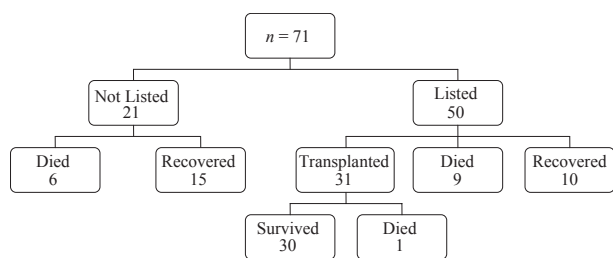 n = 71
Not Listed
21
Listed
50
Died
6
Recovered
15
Transplanted
31
Died
9
Recovered
10
Survived
30
Died
1